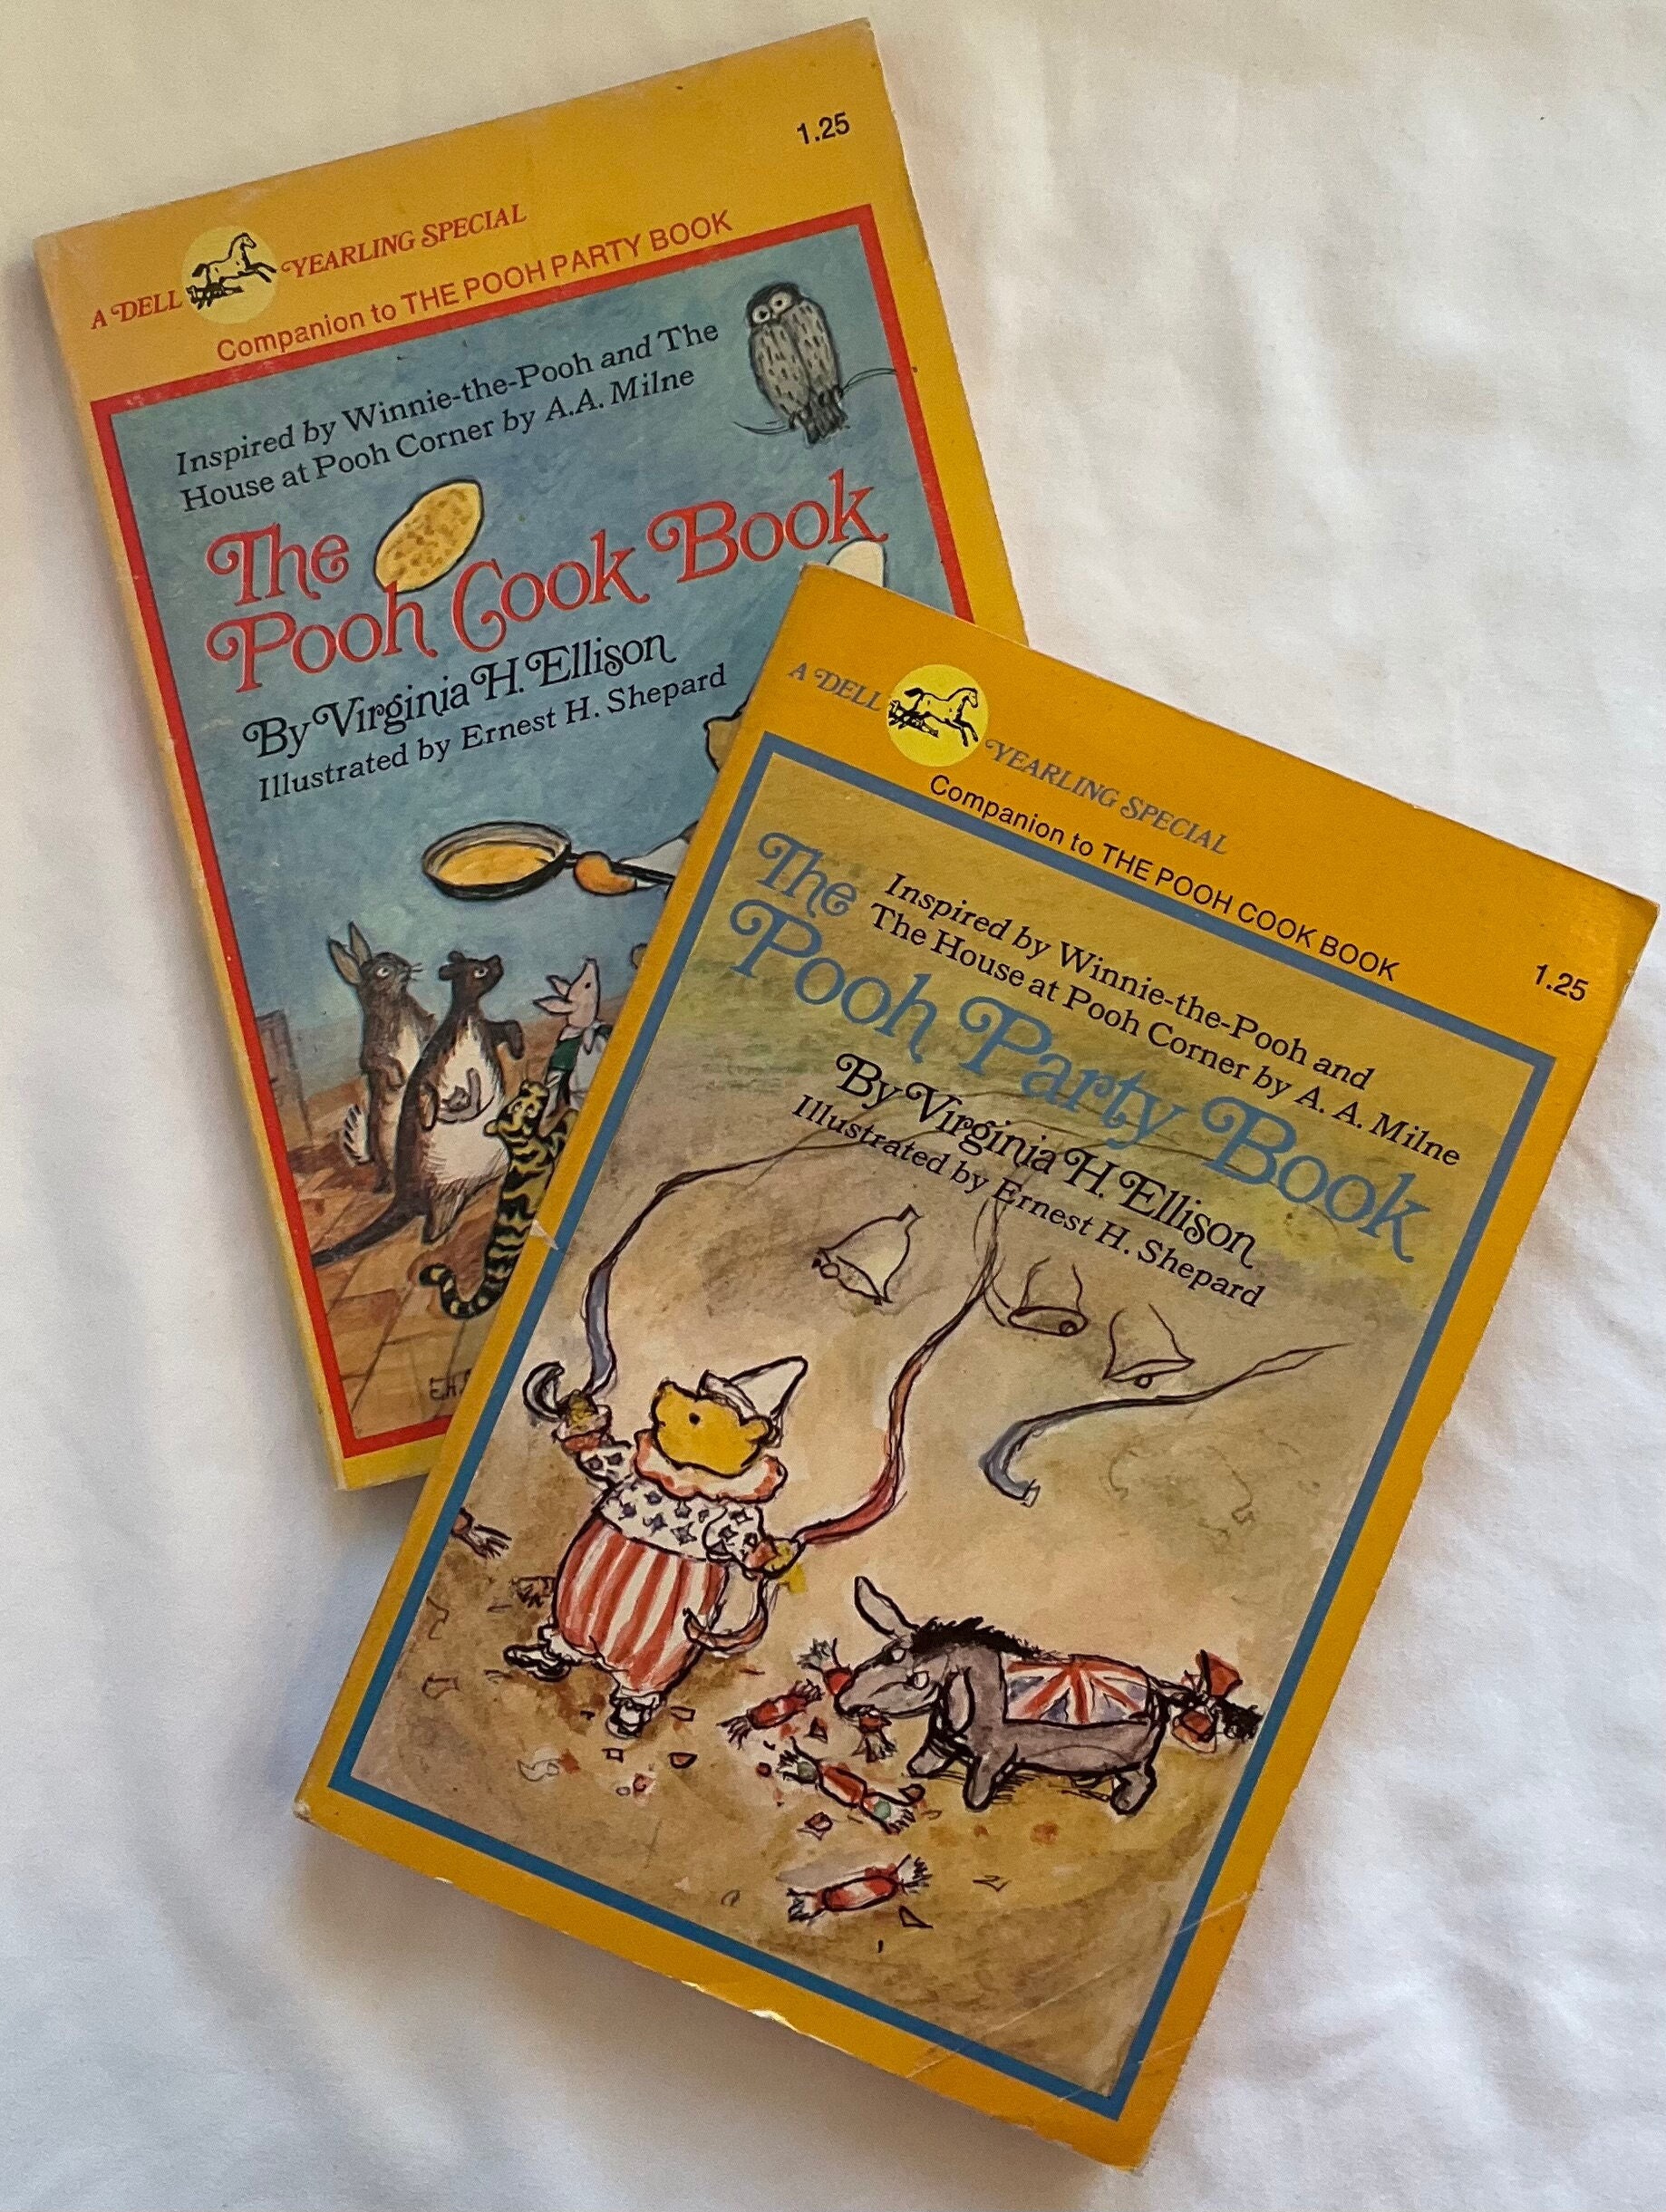 1.25
A DELL YEARLING SPECIAL
Companion to THE POOH PARTY BOOK
Inspired by Winnie-the-Pooh and The
House at Pooh Corner by A.A. Milne
The
Pooh Cook Book
By Virginia H. Ellison
Illustrated by Ernest H. Shepard
A DELL YEARLING SPECIAL
Companion to THE POOH COOK BOOK
1.25
Inspired by Winnie-the-Pooh and
The House at Pooh Corner by A. A. Milne
The
Pooh Party Book
By Virginia H. Ellison
Illustrated by Ernest H. Shepard